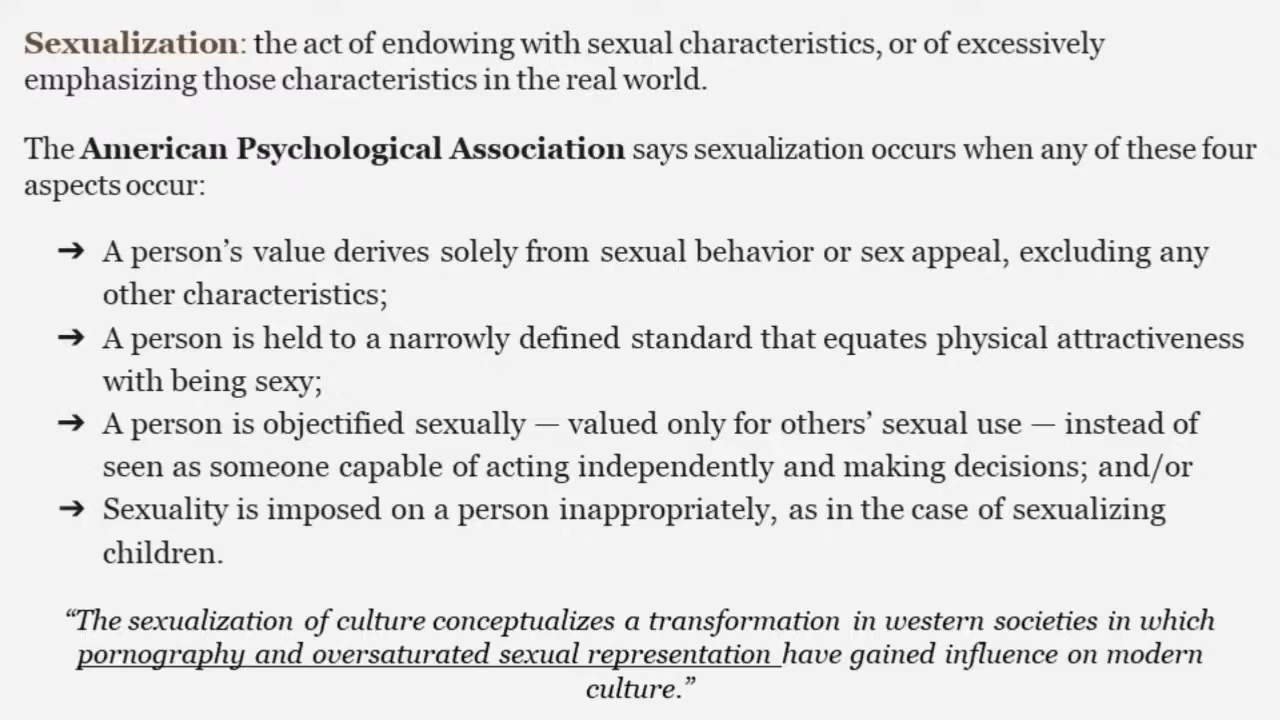 Sexualization: the act of endowing with sexual characteristics, or of excessively
emphasizing those characteristics in the real world.
The American Psychological Association says sexualization occurs when any of these four
aspects occur:
➔ A person’s value derives solely from sexual behavior or sex appeal, excluding any
other characteristics;
➔ A person is held to a narrowly defined standard that equates physical attractiveness
with being sexy;
➔ A person is objectified sexually — valued only for others’ sexual use — instead of
seen as someone capable of acting independently and making decisions; and/or
➔ Sexuality is imposed on a person inappropriately, as in the case of sexualizing
children.
“The sexualization of culture conceptualizes a transformation in western societies in which
pornography and oversaturated sexual representation have gained influence on modern
culture.”